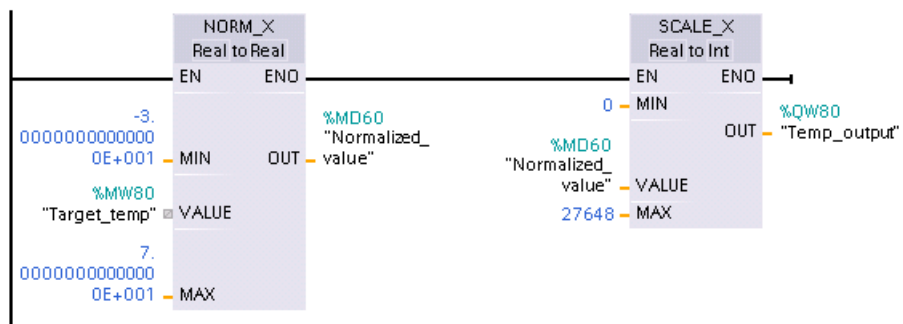 NORM_X
Real to Real
EN ENO
-3.
0000000000000
0E+001
MIN
OUT
%MD60
"Normalized_
value"
%MW80
"Target_temp"
VALUE
7.
0000000000000
0E+001
MAX
SCALE_X
Real to Int
EN ENO
0
MIN
OUT
%QW80
"Temp_output"
%MD60
"Normalized_
value"
VALUE
27648
MAX